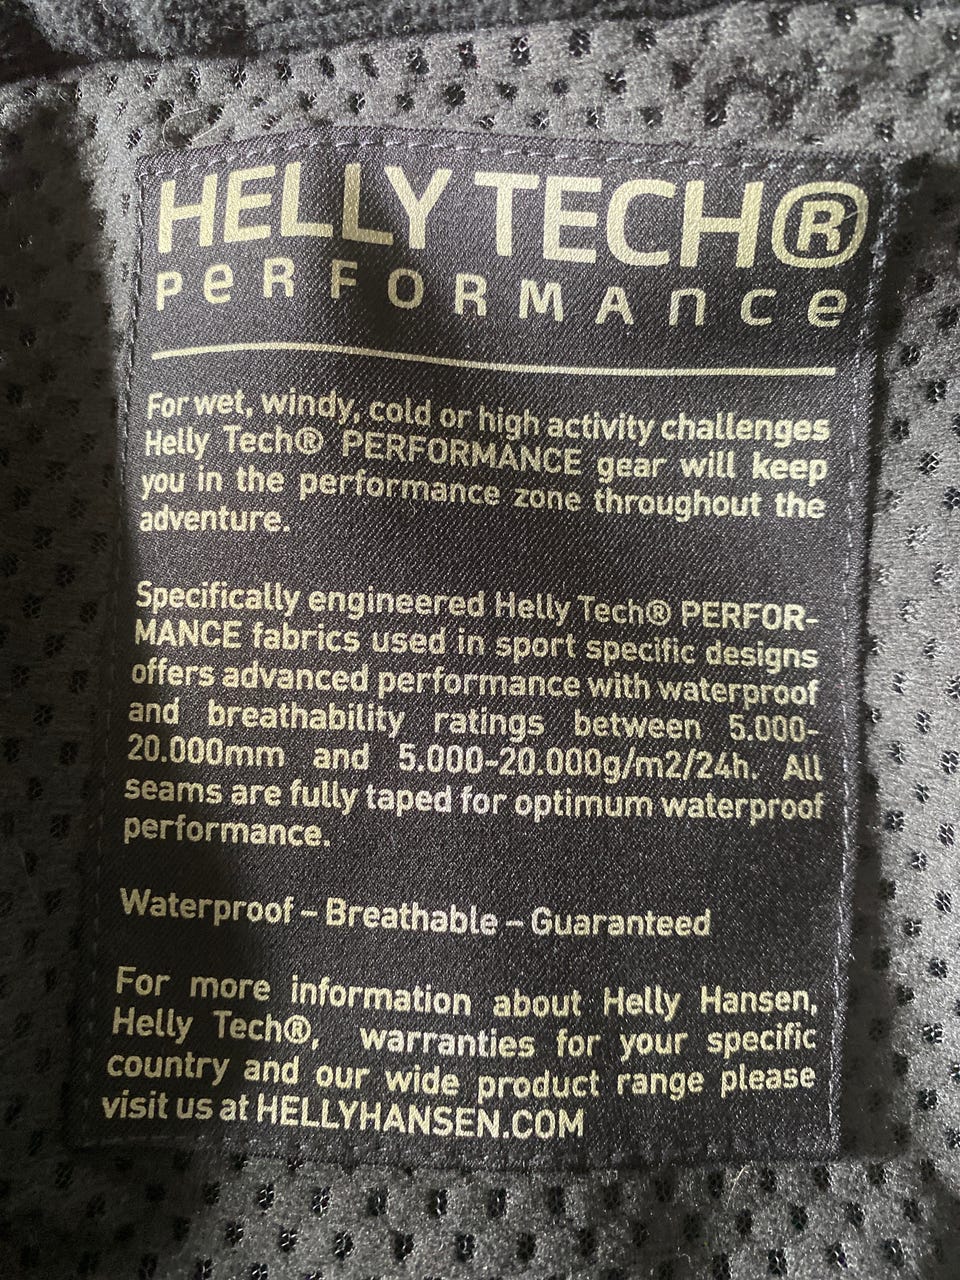 HELLY TECH®
PeRFORMAnce
For wet, windy, cold or high activity challenges
Helly Tech® PERFORMANCE gear will keep
you in the performance zone throughout the
adventure.
Specifically engineered Helly Tech® PERFOR-
MANCE fabrics used in sport specific designs
offers advanced performance with waterproof
and breathability ratings between 5.000-
20.000mm and 5.000-20.000g/m2/24h. All
seams are fully taped for optimum waterproof
performance.
Waterproof – Breathable – Guaranteed
For more information about Helly Hansen,
Helly Tech®, warranties for your specific
country and our wide product range please
visit us at HELLYHANSEN.COM